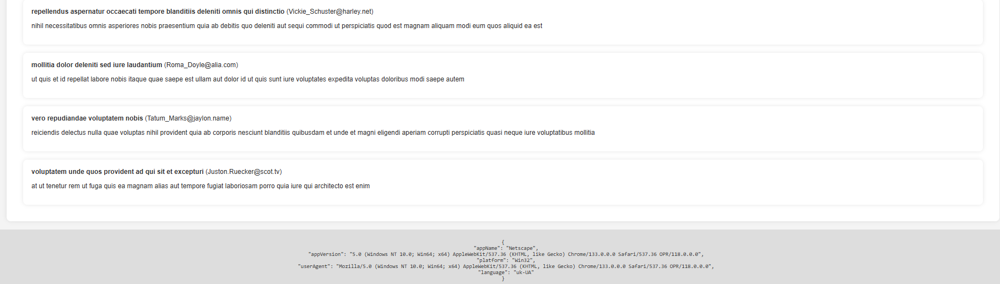 repellendus aspernatur occaecati tempore blanditiis deleniti omnis qui distinctio (Vickie_Schuster@harley.net)
nihil necessitatibus omnis asperiores nobis praesentium quia ab debitis quo deleniti aut sequi commodi ut perspiciatis quod est magnam aliquam modi eum quos aliquid ea est
mollitia dolor deleniti sed iure laudantium (Roma_Doyle@alia.com)
ut quis et id repellat labore nobis itaque quae saepe est ullam aut dolor id ut quis sunt iure voluptates expedita voluptas doloribus modi saepe autem
vero repudiandae voluptatem nobis (Tatum_Marks@jaylon.name)
reiciendis delectus nulla quae voluptas nihil provident quia ab corporis nesciunt blanditiis quibusdam et unde et magni eligendi aperiam corrupti perspiciatis quasi neque iure voluptatibus mollitia
voluptatem unde quos provident ad qui sit et excepturi (Juston.Ruecker@scot.tv)
at ut tenetur rem ut fuga quis ea magnam alias aut tempore fugiat laboriosam porro quia iure qui architecto est enim
{
"appName": "Netscape",
"appVersion": "5.0 (Windows NT 10.0; Win64; x64) AppleWebKit/537.36 (KHTML, like Gecko) Chrome/133.0.0.0 Safari/537.36 OPR/118.0.0.0",
"platform": "Win32",
"userAgent": "Mozilla/5.0 (Windows NT 10.0; Win64; x64) AppleWebKit/537.36 (KHTML, like Gecko) Chrome/133.0.0.0 Safari/537.36 OPR/118.0.0.0",
"language": "uk-UA"
}